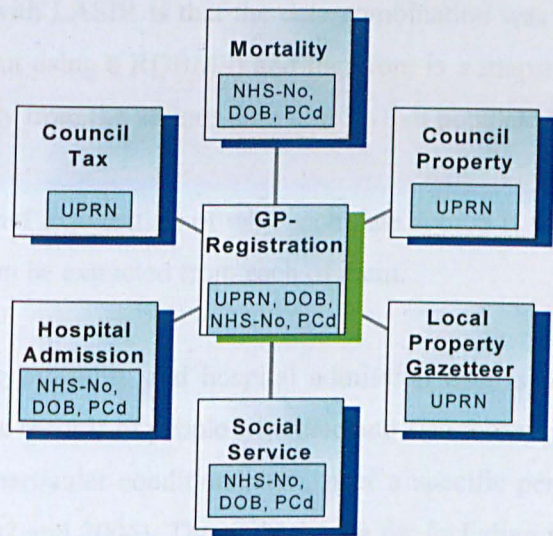 Mortality
NHS-No,
DOB, PCd
Council
Tax
UPRN
Council
Property
UPRN
GP-
Registration
UPRN, DOB,
NHS-No, PCd
Hospital
Admission
NHS-No,
DOB, PCd
Local
Property
Gazetteer
UPRN
Social
Service
NHS-No,
DOB, PCd